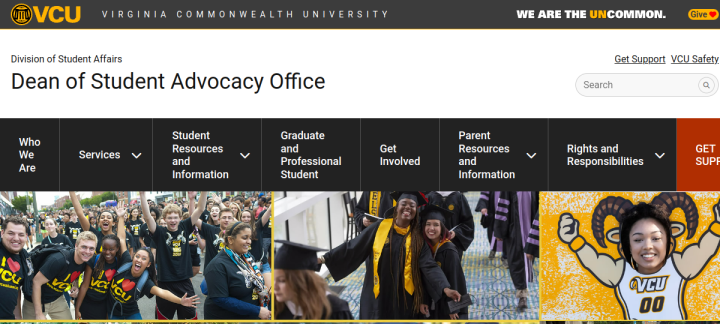 VCU VIRGINIA COMMONWEALTH UNIVERSITY WE ARE THE UNCOMMON. Give
Division of Student Affairs
Get Support VCU Safety
Dean of Student Advocacy Office
Search
Who
We
Are
Services
Student
Resources
and
Information
Graduate
and
Professional
Student
Get
Involved
Parent
Resources
and
Information
Rights and
Responsibilities
GET
SUPP
VCU
VCU
VCU
00